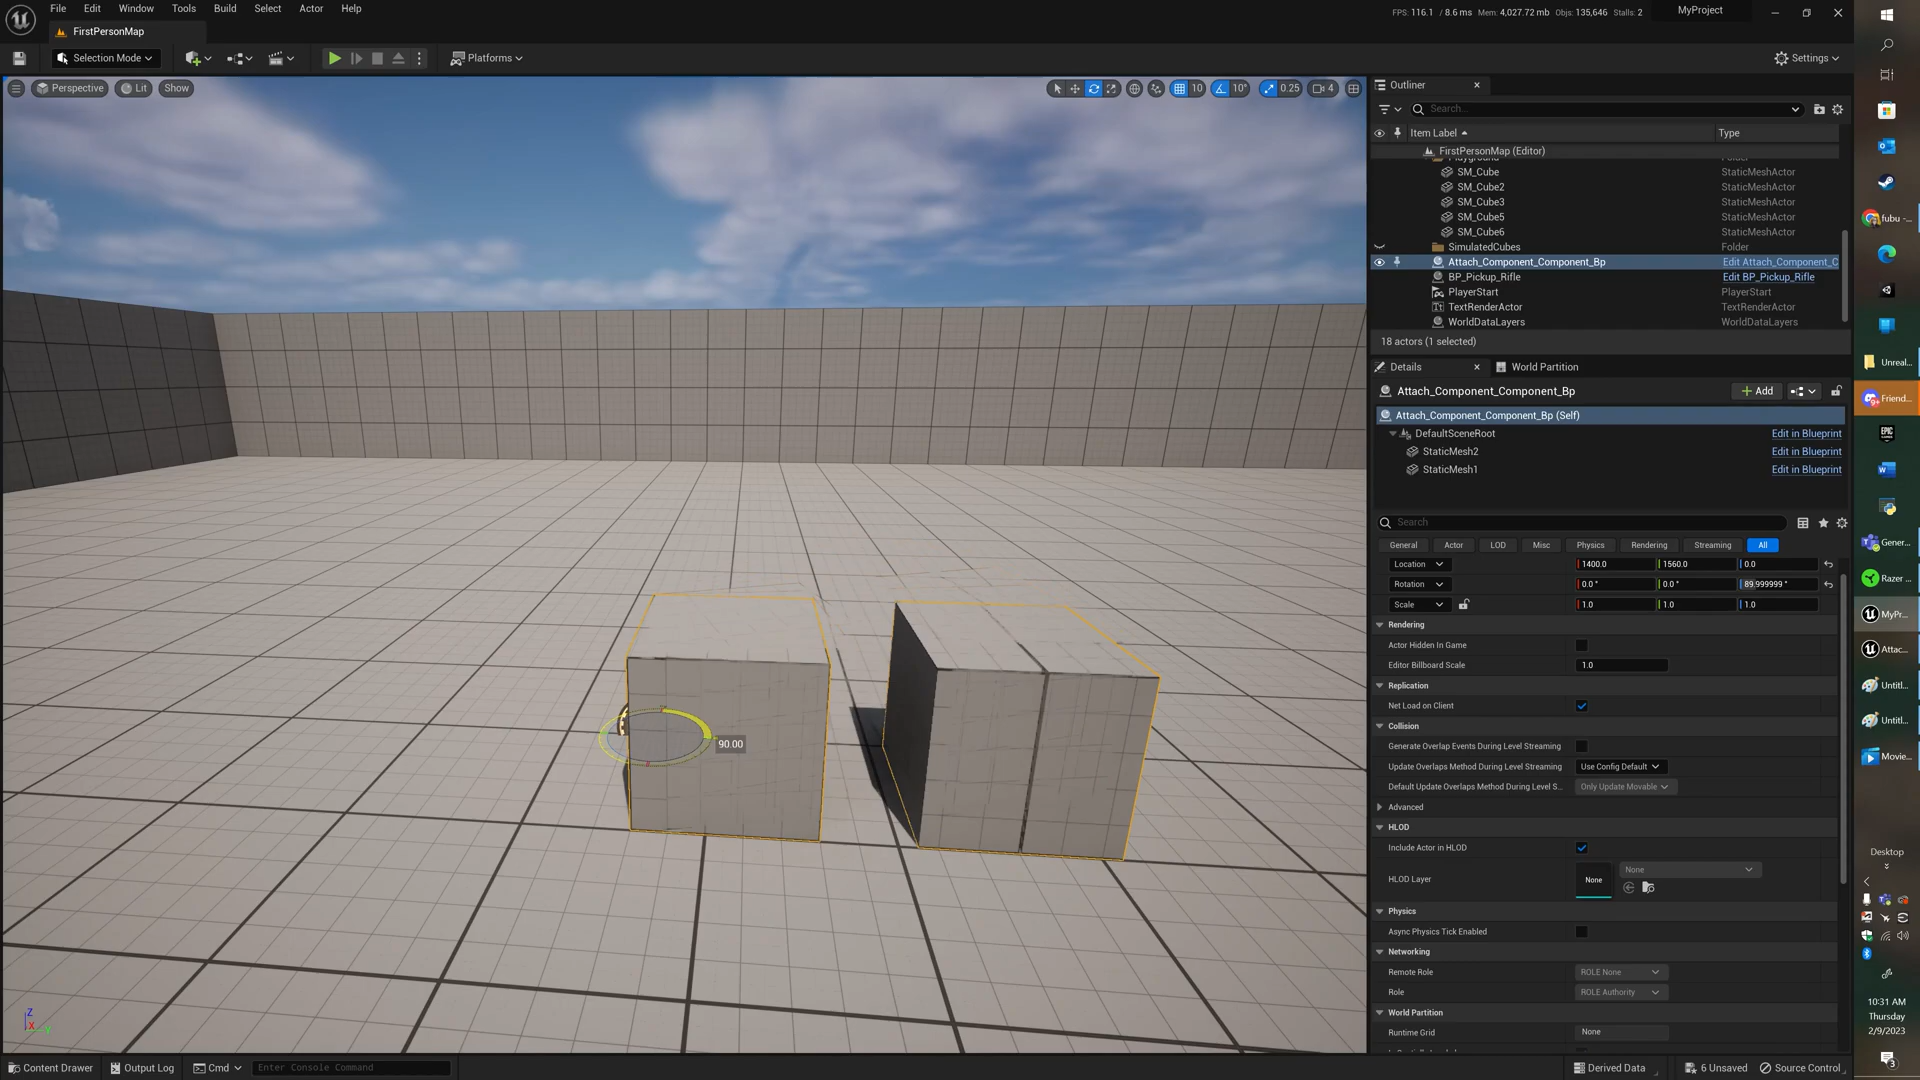 File Edit Window Tools Build Select Actor Help
FPS: 116.1 / 8.6 ms Mem: 4,027.72 mb Objs: 135,646 Stalls: 2
MyProject
FirstPersonMap
Selection Mode
Platforms
Settings
Perspective
Lit
Show
10
10°
0.25
4
Outliner
Search...
Item Label
Type
FirstPersonMap (Editor)
SM_Cube StaticMeshActor
SM_Cube2 StaticMeshActor
SM_Cube3 StaticMeshActor
SM_Cube5 StaticMeshActor
SM_Cube6 StaticMeshActor
SimulatedCubes Folder
Attach_Component_Component_Bp Edit Attach_Component_C
BP_Pickup_Rifle Edit BP_Pickup_Rifle
PlayerStart PlayerStart
TextRenderActor TextRenderActor
WorldDataLayers WorldDataLayers
18 actors (1 selected)
Details
World Partition
Attach_Component_Component_Bp
Add
Attach_Component_Component_Bp (Self)
DefaultSceneRoot Edit in Blueprint
StaticMesh2 Edit in Blueprint
StaticMesh1 Edit in Blueprint
Search
General Actor LOD Misc Physics Rendering Streaming All
Location 1400.0 1560.0 0.0
Rotation 0.0° 0.0° 89.999999°
Scale 1.0 1.0 1.0
Rendering
Actor Hidden In Game
Editor Billboard Scale 1.0
Replication
Net Load on Client
Collision
Generate Overlap Events During Level Streaming
Update Overlaps Method During Level Streaming Use Config Default
Default Update Overlaps Method During Level S... Only Update Movable
Advanced
HLOD
Include Actor in HLOD
HLOD Layer None None
Physics
Async Physics Tick Enabled
Networking
Remote Role ROLE None
Role ROLE Authority
World Partition
Runtime Grid None
90.00
Z
X
Y
Content Drawer
Output Log
Cmd
Enter Console Command
Derived Data
6 Unsaved
Source Control
fubu -...
Unreal...
Friend...
EPIC
Gener...
Razer ...
MyPr...
Attac...
Untitl...
Untitl...
Movie...
Desktop
10:31 AM
Thursday
2/9/2023
3